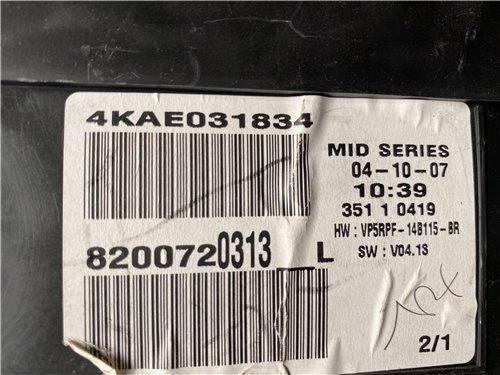 4KAE031834
MID SERIES
04-10-07
10:39
351 1 0419
HW : VP5RPF-14B115-BR
SW : V04.13
8200720313 L
2/1